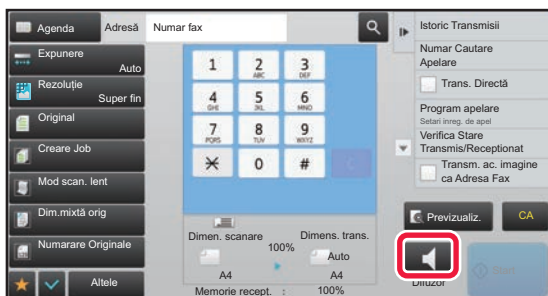 Agenda
Adresă
Numar fax
Expunere
Auto
Rezoluție
Super fin
Original
Creare Job
Mod scan. lent
Dim.mixtă orig
Numarare Originale
Altele
1
2
ABC
3
DEF
4
GHI
5
JKL
6
MNO
7
PQRS
8
TUV
9
WXYZ
0
#
C
Dimen. scanare
100%
Dimens. trans.
Auto
A4
A4
Memorie recept. :
100%
Istoric Transmisii
Numar Cautare
Apelare
Trans. Directă
Program apelare
Setari inreg. de apel
Verifica Stare
Transmis/Receptionat
Transm. ac. imagine
ca Adresa Fax
Previzualiz.
CA
Difuzor
Start